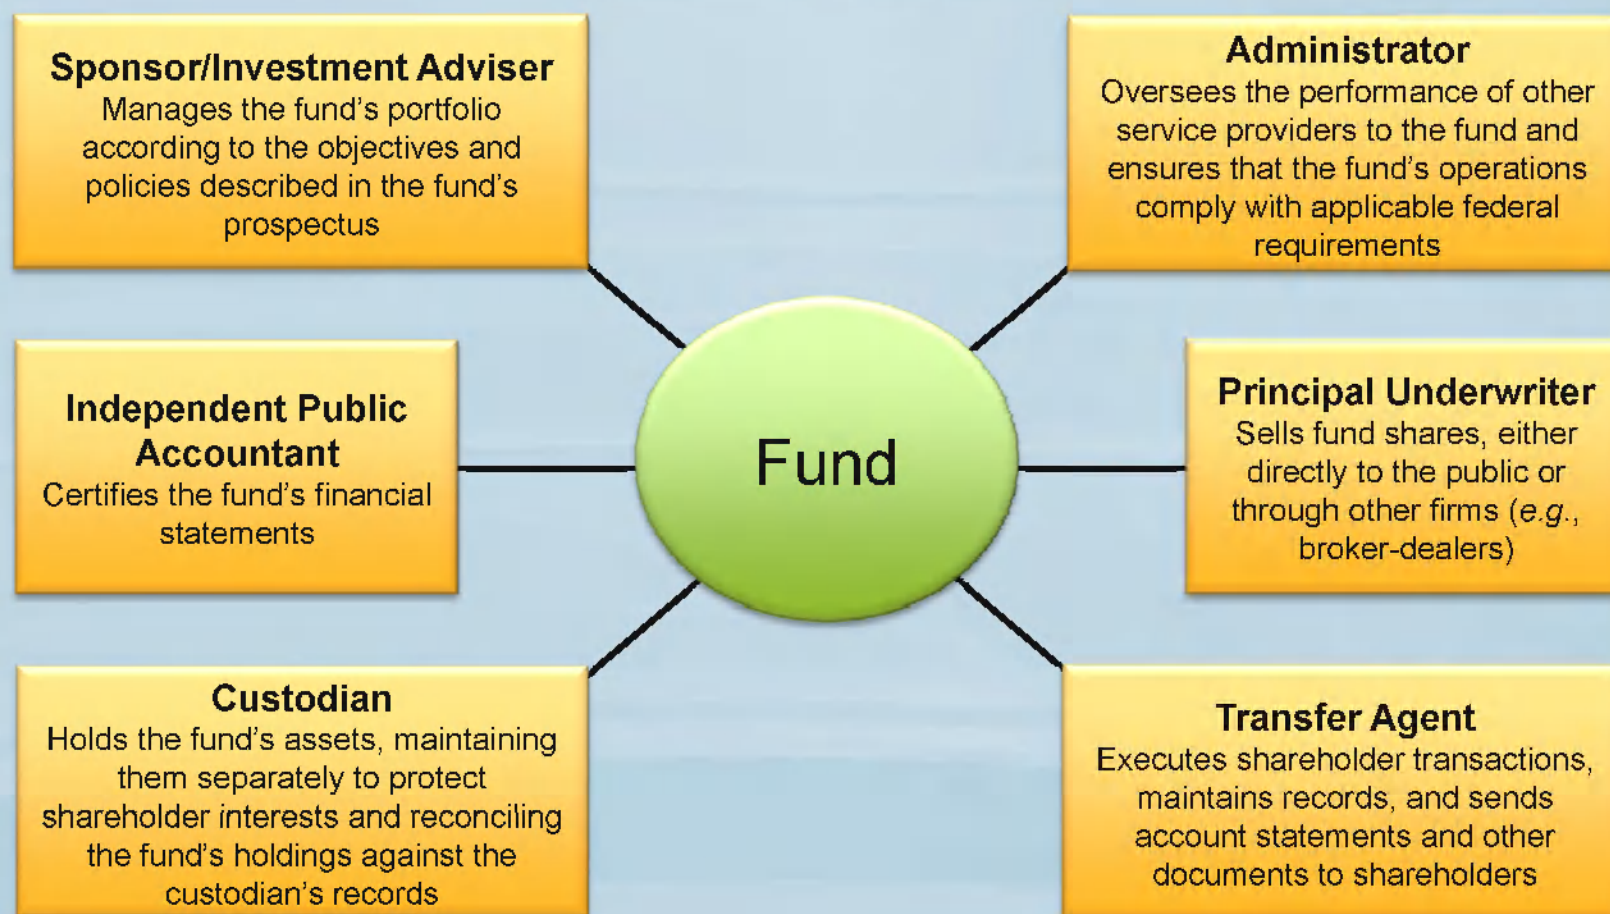 Sponsor/Investment Adviser
Manages the fund's portfolio
according to the objectives and
policies described in the fund's
prospectus
Administrator
Oversees the performance of other
service providers to the fund and
ensures that the fund's operations
comply with applicable federal
requirements
Independent Public
Accountant
Certifies the fund's financial
statements
Fund
Principal Underwriter
Sells fund shares, either
directly to the public or
through other firms (e.g.,
broker-dealers)
Custodian
Holds the fund's assets, maintaining
them separately to protect
shareholder interests and reconciling
the fund's holdings against the
custodian's records
Transfer Agent
Executes shareholder transactions,
maintains records, and sends
account statements and other
documents to shareholders